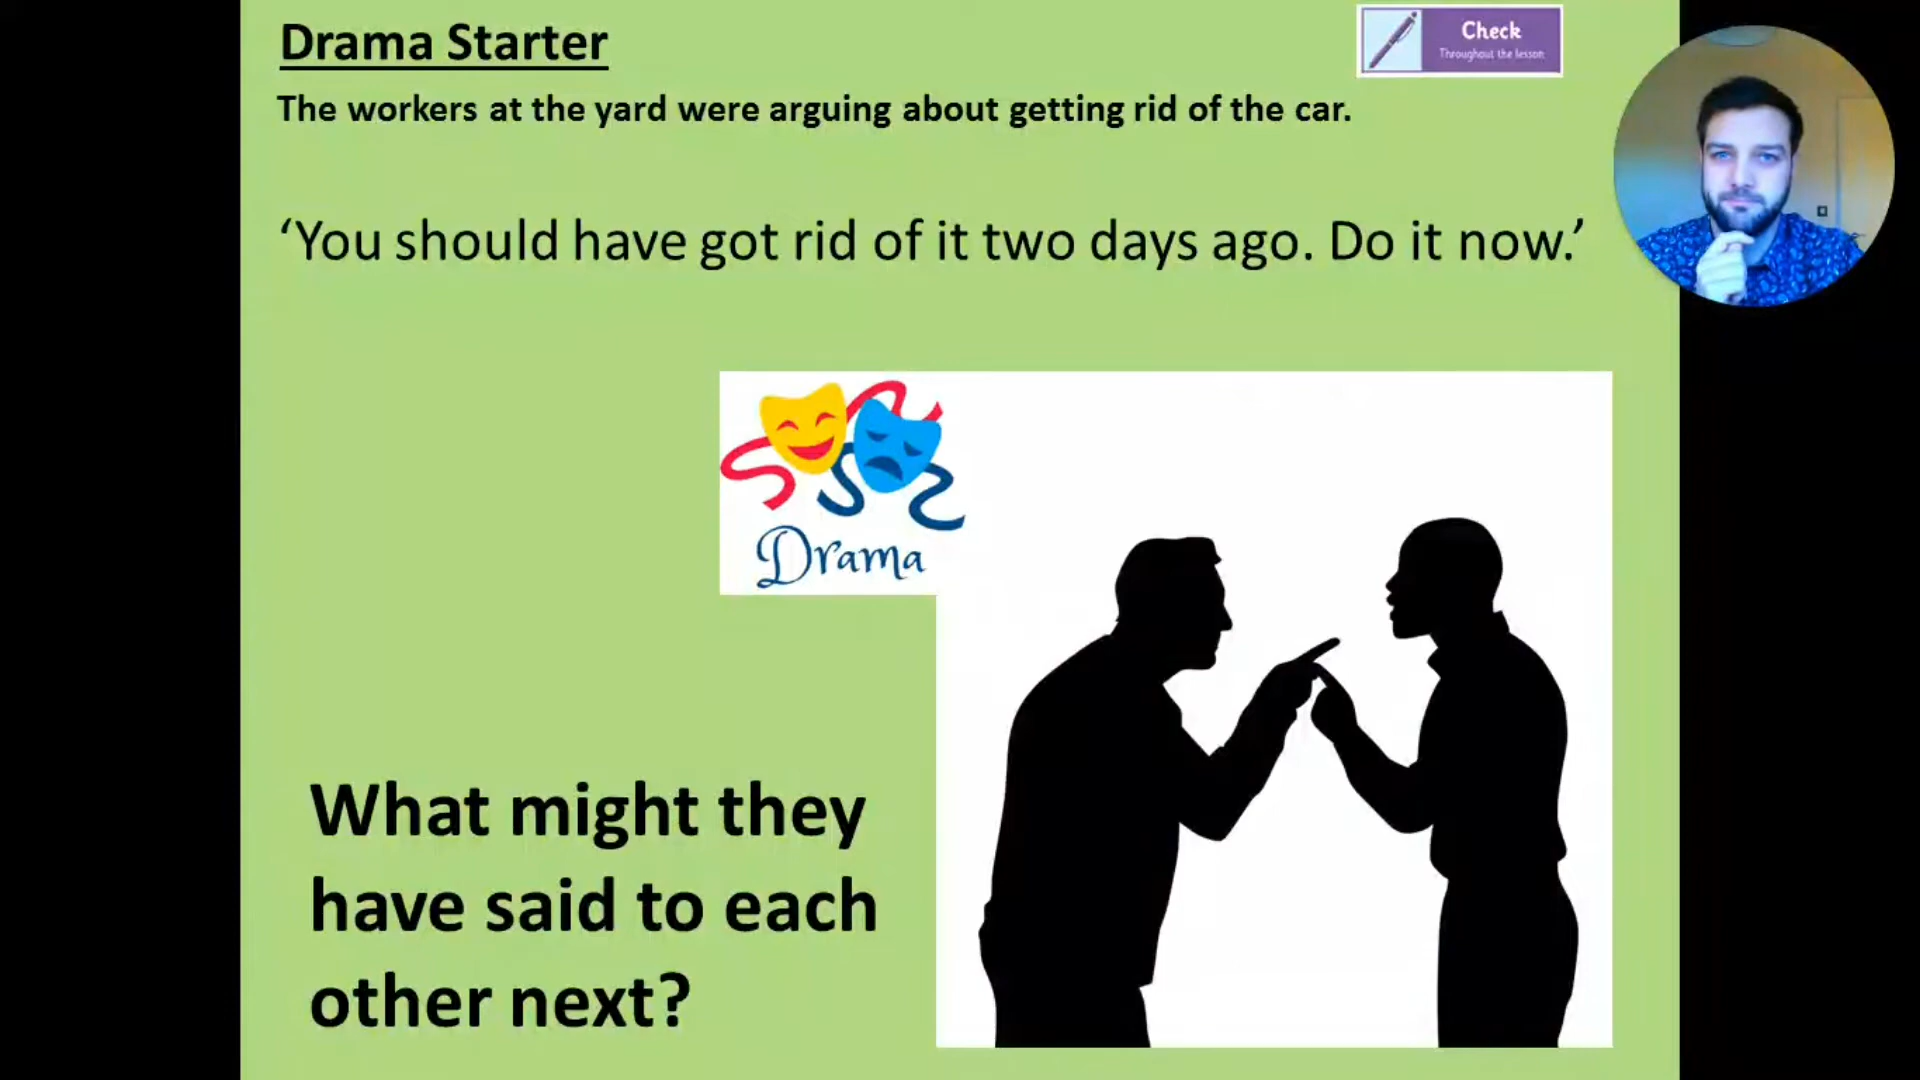 Drama Starter
Check
Throughout the lesson
The workers at the yard were arguing about getting rid of the car.
‘You should have got rid of it two days ago. Do it now.’
Drama
What might they
have said to each
other next?